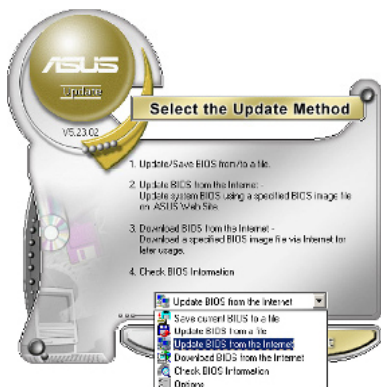 ASUS
Update
V5.23.02
Select the Update Method
1. Update/Save BIOS from/to a file.
2. Update BIOS from the Internet -
Update system BIOS using a specified BIOS image file
on ASUS Web Site.
3. Download BIOS from the Internet -
Download a specified BIOS image file via Internet for
later usage.
4. Check BIOS Information
Update BIOS from the Internet
Save current BIOS to a file
Update BIOS from a file
Update BIOS from the Internet
Download BIOS from the Internet
Check BIOS Information
Options